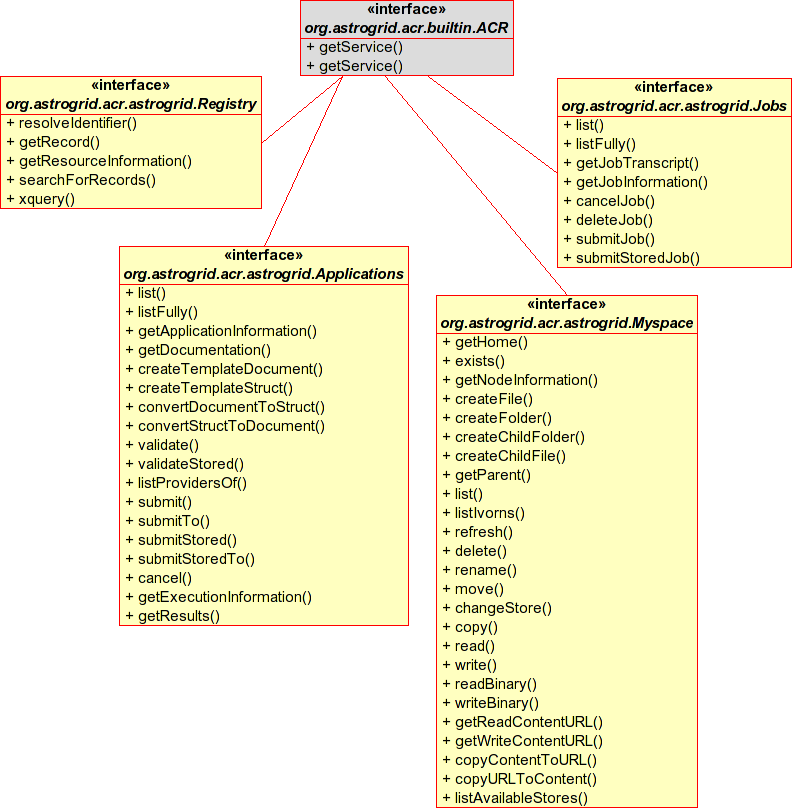 «interface»
org.astrogrid.acr.builtin.ACR
+ getService()
+ getService()
«interface»
org.astrogrid.acr.astrogrid.Registry
+ resolveIdentifier()
+ getRecord()
+ getResourceInformation()
+ searchForRecords()
+ xquery()
«interface»
org.astrogrid.acr.astrogrid.Jobs
+ list()
+ listFully()
+ getJobTranscript()
+ getJobInformation()
+ cancelJob()
+ deleteJob()
+ submitJob()
+ submitStoredJob()
«interface»
org.astrogrid.acr.astrogrid.Applications
+ list()
+ listFully()
+ getApplicationInformation()
+ getDocumentation()
+ createTemplateDocument()
+ createTemplateStruct()
+ convertDocumentToStruct()
+ convertStructToDocument()
+ validate()
+ validateStored()
+ listProvidersOf()
+ submit()
+ submitTo()
+ submitStored()
+ submitStoredTo()
+ cancel()
+ getExecutionInformation()
+ getResults()
«interface»
org.astrogrid.acr.astrogrid.Myspace
+ getHome()
+ exists()
+ getNodeInformation()
+ createFile()
+ createFolder()
+ createChildFolder()
+ createChildFile()
+ getParent()
+ list()
+ listIvorns()
+ refresh()
+ delete()
+ rename()
+ move()
+ changeStore()
+ copy()
+ read()
+ write()
+ readBinary()
+ writeBinary()
+ getReadContentURL()
+ getWriteContentURL()
+ copyContentToURL()
+ copyURLToContent()
+ listAvailableStores()